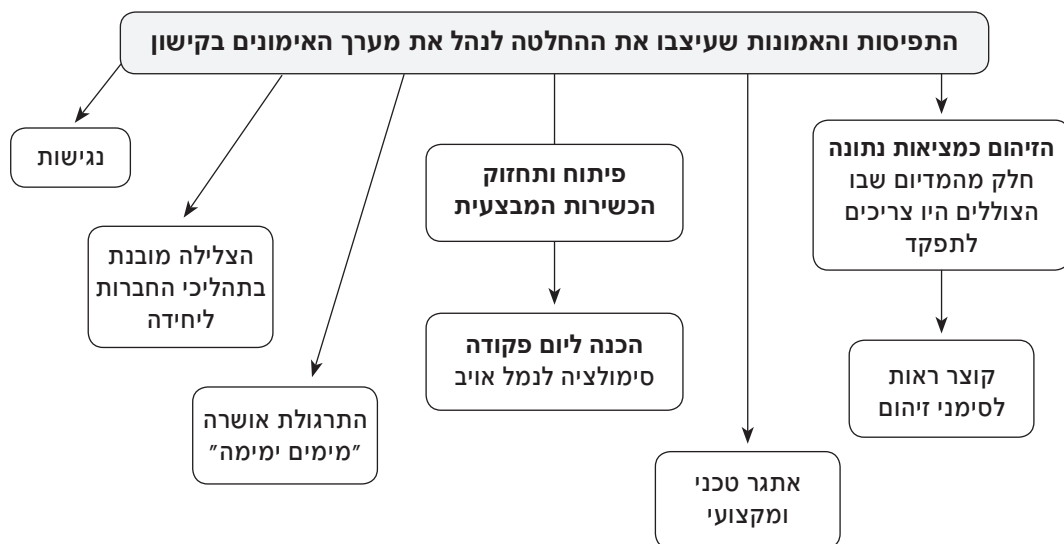 התפיסות והאמונות שעיצבו את ההחלטה לנהל את מערך האימונים בקישון
הזיהום כמציאות נתונה
חלק מהמדיום שבו
הצוללים היו צריכים
לתפקד
קוצר ראות
לסימני זיהום
אתגר טכני
ומקצועי
פיתוח ותחזוק
הכשירות המבצעית
הכנה ליום פקודה
סימולציה לנמל אויב
התרגולת אושרה
"מימים ימימה"
הצלילה מובנת
בתהליכי החברות
ליחידה
נגישות